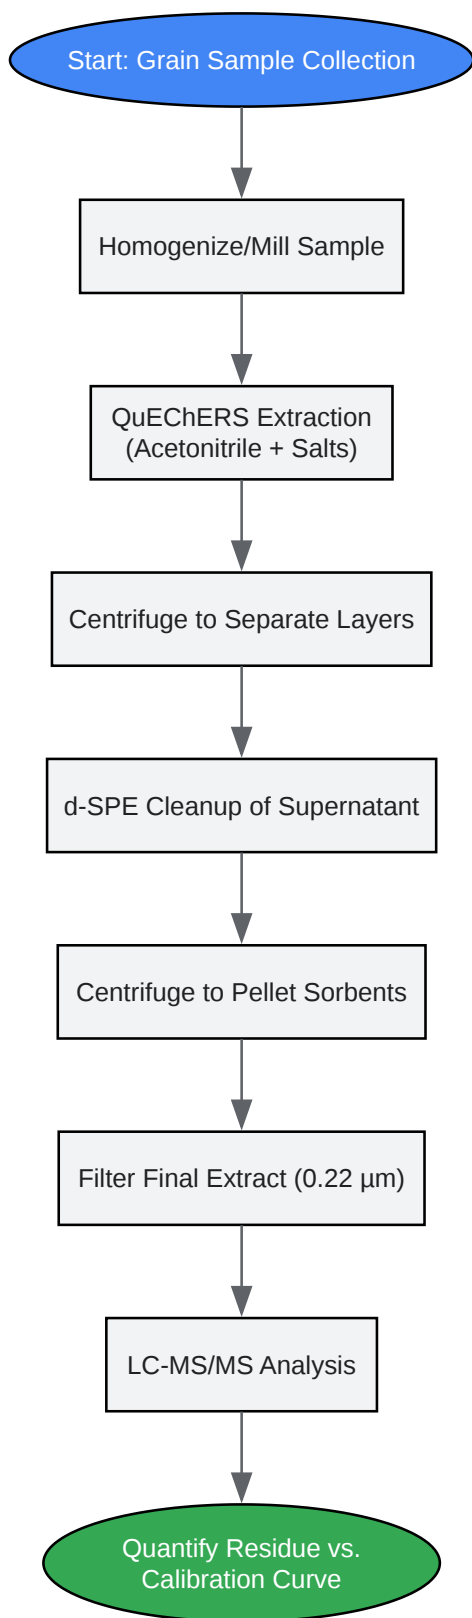 Start: Grain Sample Collection
Homogenize/Mill Sample
QuEChERS Extraction
(Acetonitrile + Salts)
Centrifuge to Separate Layers
d-SPE Cleanup of Supernatant
Centrifuge to Pellet Sorbents
Filter Final Extract (0.22 µm)
LC-MS/MS Analysis
Quantify Residue vs.
Calibration Curve